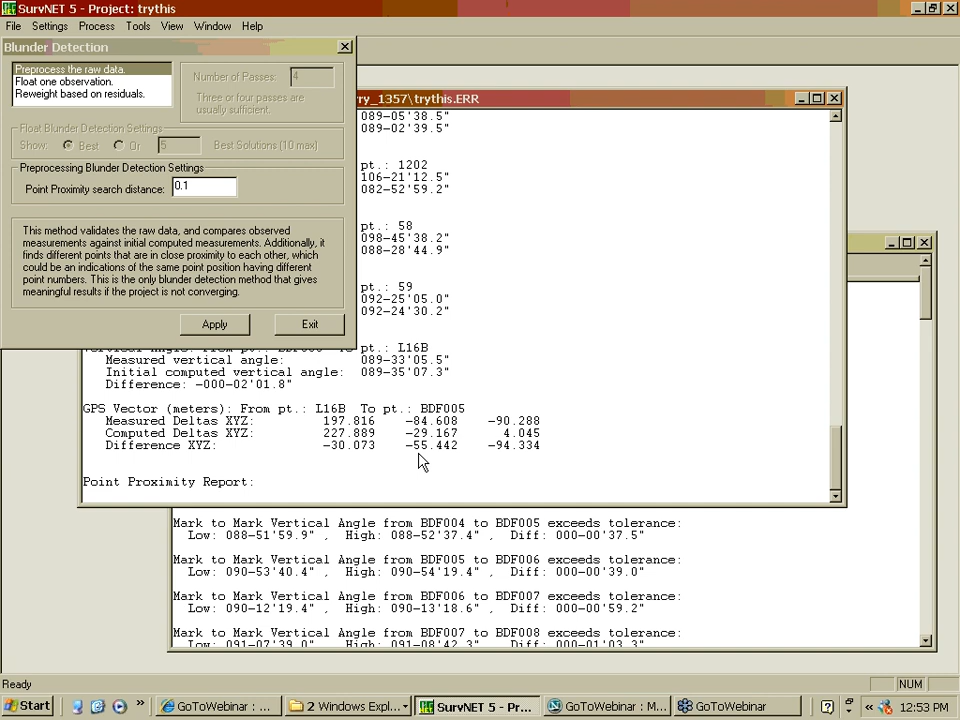 SurvNET 5 - Project: trythis
File Settings Process Tools View Window Help
Blunder Detection
Preprocess the raw data.
Float one observation.
Reweight based on residuals.
Number of Passes: 4
Three or four passes are
usually sufficient.
Float Blunder Detection Settings
Show: Best Or 5 Best Solutions (10 max)
Preprocessing Blunder Detection Settings
Point Proximity search distance: 0.1
This method validates the raw data, and compares observed
measurements against initial computed measurements. Additionally, it
finds different points that are in close proximity to each other, which
could be an indications of the same point position having different
point numbers. This is the only blunder detection method that gives
meaningful results if the project is not converging.
Apply Exit
rry_1357\trythis.ERR
089-05'38.5"
089-02'39.5"
pt.: 1202
106-21'12.5"
082-52'59.2"
pt.: 58
098-45'38.2"
088-28'44.9"
pt.: 59
092-25'05.0"
092-24'30.2"
pt.: L16B
Measured vertical angle: 089-33'05.5"
Initial computed vertical angle: 089-35'07.3"
Difference: -000-02'01.8"
GPS Vector (meters): From pt.: L16B To pt.: BDF005
Measured Deltas XYZ: 197.816 -84.608 -90.288
Computed Deltas XYZ: 227.889 -29.167 4.045
Difference XYZ: -30.073 -55.442 -94.334
Point Proximity Report:
Mark to Mark Vertical Angle from BDF004 to BDF005 exceeds tolerance:
Low: 088-51'59.9" , High: 088-52'37.4" , Diff: 000-00'37.5"
Mark to Mark Vertical Angle from BDF005 to BDF006 exceeds tolerance:
Low: 090-53'40.4" , High: 090-54'19.4" , Diff: 000-00'39.0"
Mark to Mark Vertical Angle from BDF006 to BDF007 exceeds tolerance:
Low: 090-12'19.4" , High: 090-13'18.6" , Diff: 000-00'59.2"
Mark to Mark Vertical Angle from BDF007 to BDF008 exceeds tolerance:
Low: 091-07'39.0" , High: 091-08'42.3" , Diff: 000-01'03.3"
Ready NUM
Start » GoToWebinar : ... 2 Windows Expl... SurvNET 5 - Pr... GoToWebinar : M... GoToWebinar » « 12:53 PM